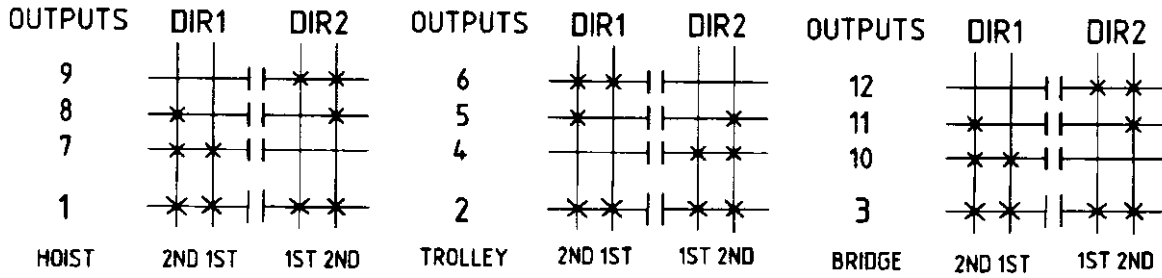 OUTPUTS DIR1 DIR2
9
8
7
1
HOIST 2ND 1ST 1ST 2ND
OUTPUTS DIR1 DIR2
6
5
4
2
TROLLEY 2ND 1ST 1ST 2ND
OUTPUTS DIR1 DIR2
12
11
10
3
BRIDGE 2ND 1ST 1ST 2ND